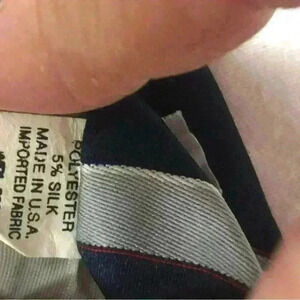 POLYESTER
5% SILK
MADE IN U.S.A.
IMPORTED FABRIC